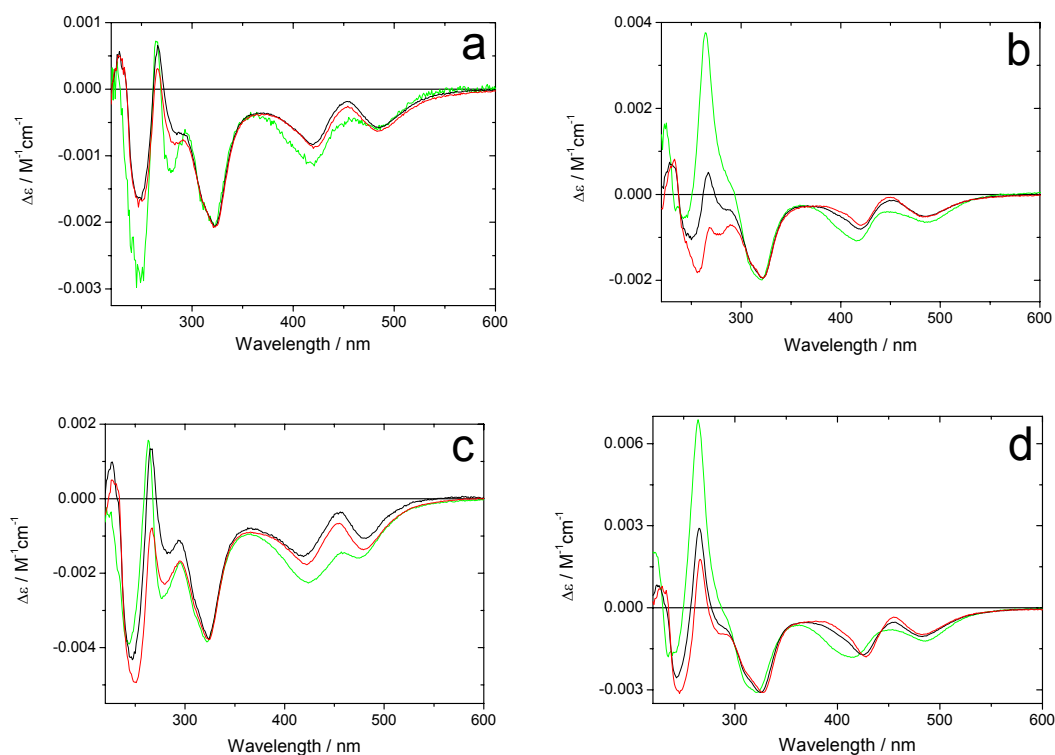 a
0.001
0.000
-0.001
-0.002
-0.003
Δε / M⁻¹cm⁻¹
300 400 500 600
Wavelength / nm
b
0.004
0.002
0.000
-0.002
Δε / M⁻¹cm⁻¹
300 400 500 600
Wavelength / nm
c
0.002
0.000
-0.002
-0.004
Δε / M⁻¹cm⁻¹
300 400 500 600
Wavelength / nm
d
0.006
0.003
0.000
-0.003
Δε / M⁻¹cm⁻¹
300 400 500 600
Wavelength / nm